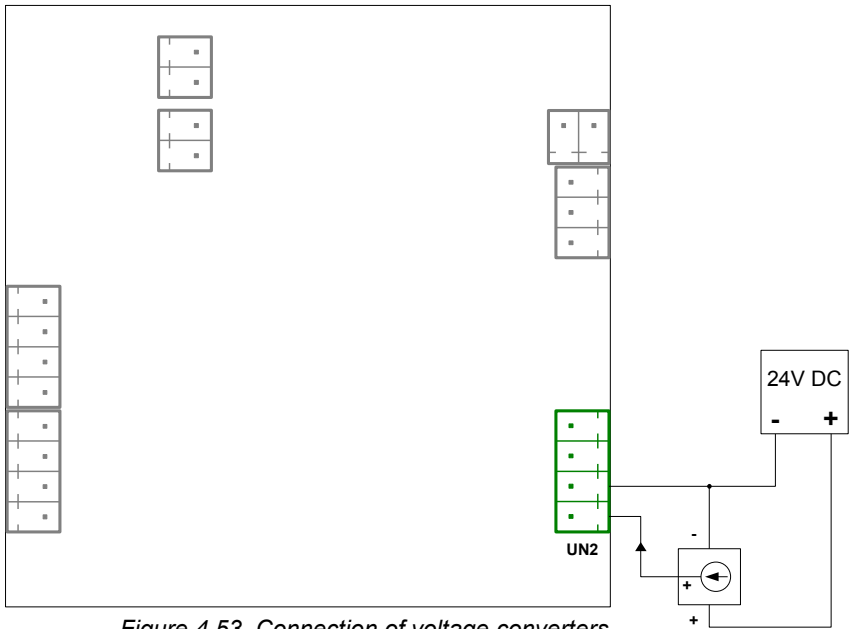 24V DC
- +
UN2
-
+
+
Figure 4.53. Connection of voltage converters